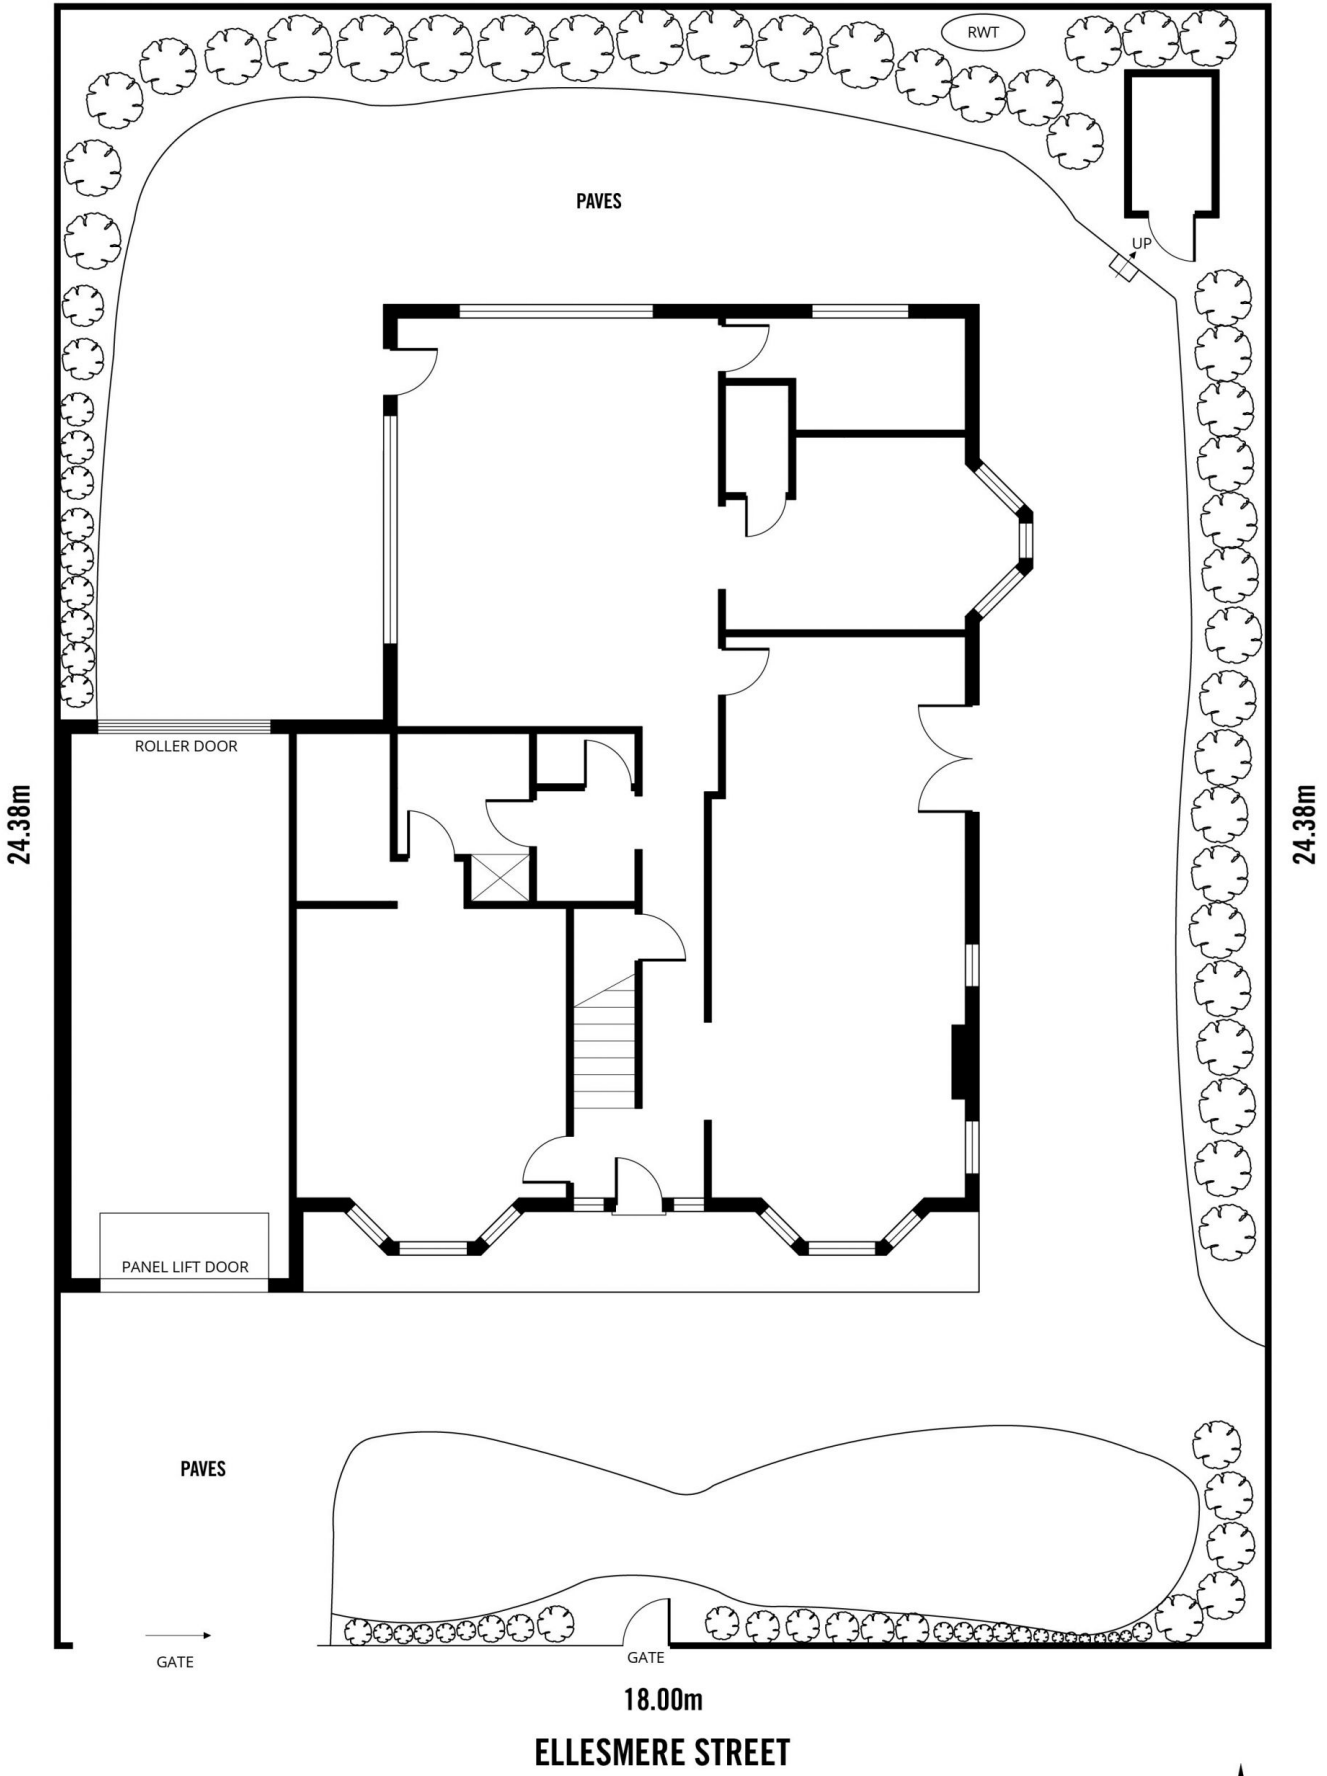 RWT
PAVES
UP
ROLLER DOOR
24.38m
24.38m
PANEL LIFT DOOR
PAVES
GATE
GATE
18.00m
ELLESMERE STREET